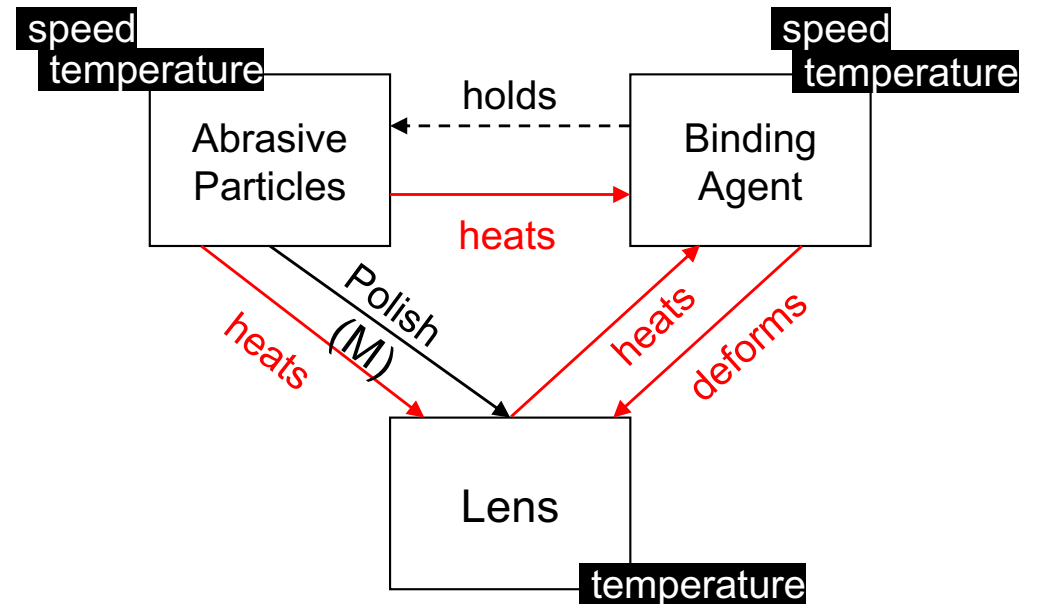 speed
temperature
speed
temperature
holds
Abrasive
Particles
Binding
Agent
heats
Polish
(M)
heats
heats
deforms
Lens
temperature